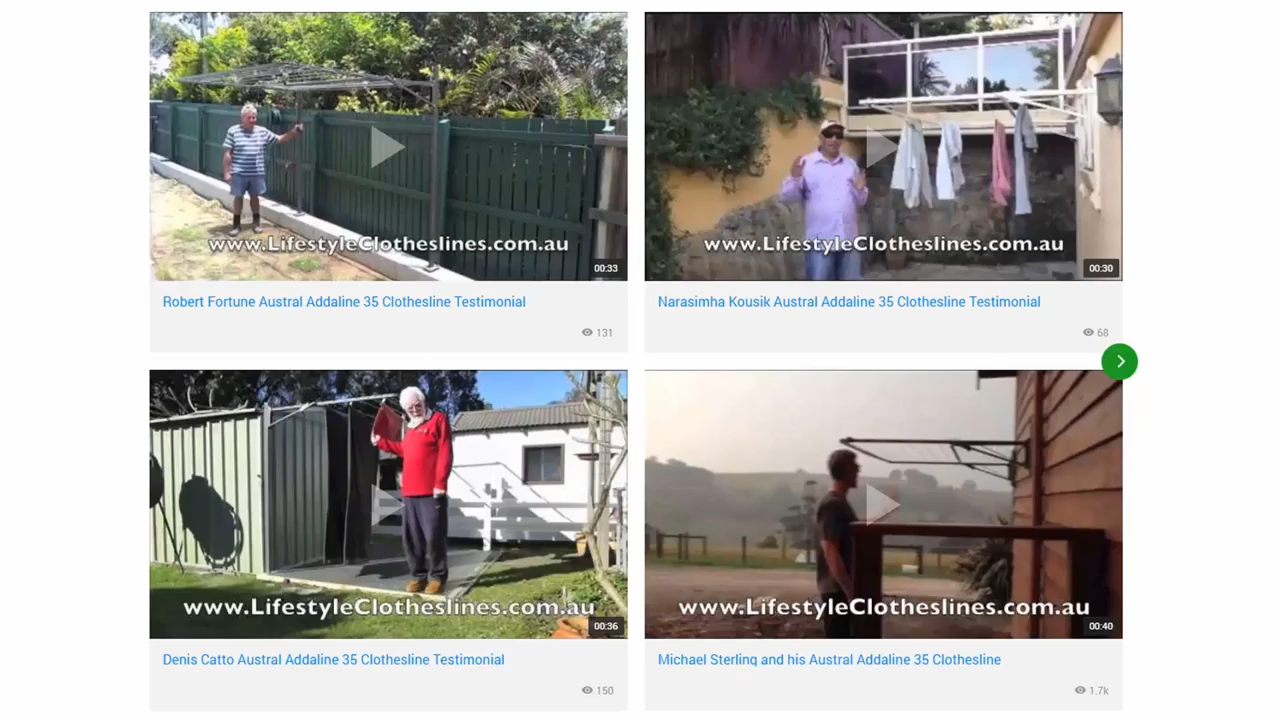 www.LifestyleClotheslines.com.au
00:33
Robert Fortune Austral Addaline 35 Clothesline Testimonial
131
www.LifestyleClotheslines.com.au
00:30
Narasimha Kousik Austral Addaline 35 Clothesline Testimonial
68
www.LifestyleClotheslines.com.au
00:36
Denis Catto Austral Addaline 35 Clothesline Testimonial
150
www.LifestyleClotheslines.com.au
00:40
Michael Sterling and his Austral Addaline 35 Clothesline
1.7k